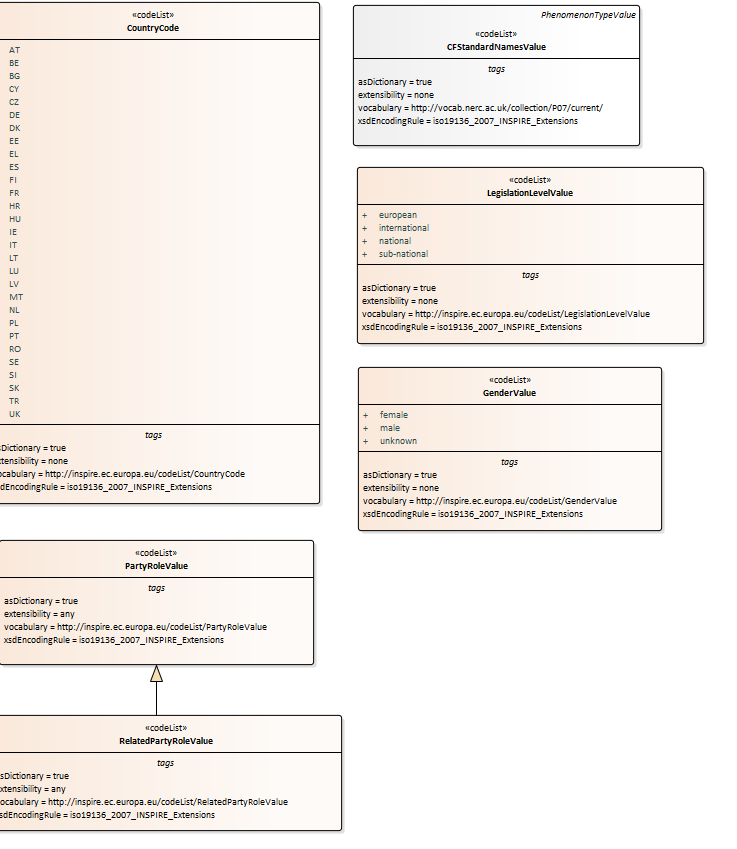 «codeList»
CountryCode
AT
BE
BG
CY
CZ
DE
DK
EE
EL
ES
FI
FR
HR
HU
IE
IT
LT
LU
LV
MT
NL
PL
PT
RO
SE
SI
SK
TR
UK
tags
sDictionary = true
xtensibility = none
ocabulary = http://inspire.ec.europa.eu/codeList/CountryCode
sdEncodingRule = iso19136_2007_INSPIRE_Extensions
PhenomenonTypeValue
«codeList»
CFStandardNamesValue
tags
asDictionary = true
extensibility = none
vocabulary = http://vocab.nerc.ac.uk/collection/P07/current/
xsdEncodingRule = iso19136_2007_INSPIRE_Extensions
«codeList»
LegislationLevelValue
+ european
+ international
+ national
+ sub-national
tags
asDictionary = true
extensibility = none
vocabulary = http://inspire.ec.europa.eu/codeList/LegislationLevelValue
xsdEncodingRule = iso19136_2007_INSPIRE_Extensions
«codeList»
GenderValue
+ female
+ male
+ unknown
tags
asDictionary = true
extensibility = none
vocabulary = http://inspire.ec.europa.eu/codeList/GenderValue
xsdEncodingRule = iso19136_2007_INSPIRE_Extensions
«codeList»
PartyRoleValue
tags
asDictionary = true
extensibility = any
vocabulary = http://inspire.ec.europa.eu/codeList/PartyRoleValue
xsdEncodingRule = iso19136_2007_INSPIRE_Extensions
«codeList»
RelatedPartyRoleValue
tags
sDictionary = true
xtensibility = any
ocabulary = http://inspire.ec.europa.eu/codeList/RelatedPartyRoleValue
sdEncodingRule = iso19136_2007_INSPIRE_Extensions